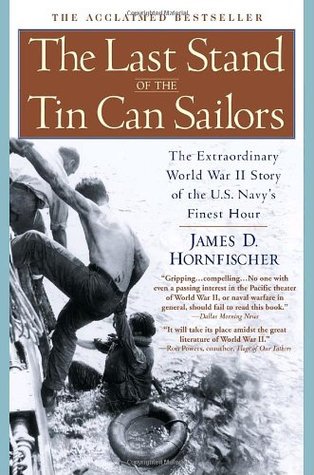 THE ACCLAIMED BESTSELLER
The Last Stand
OF THE
Tin Can Sailors
The Extraordinary
World War II Story
of the U.S. Navy's
Finest Hour
JAMES D.
HORNFISCHER
"Gripping...compelling...No one with
even a passing interest in the Pacific theater
of World War II, or naval warfare in
general, should fail to read this book."
—Dallas Morning News
"It will take its place amidst the great
literature of World War II."
—Ron Powers, coauthor, Flags of Our Fathers